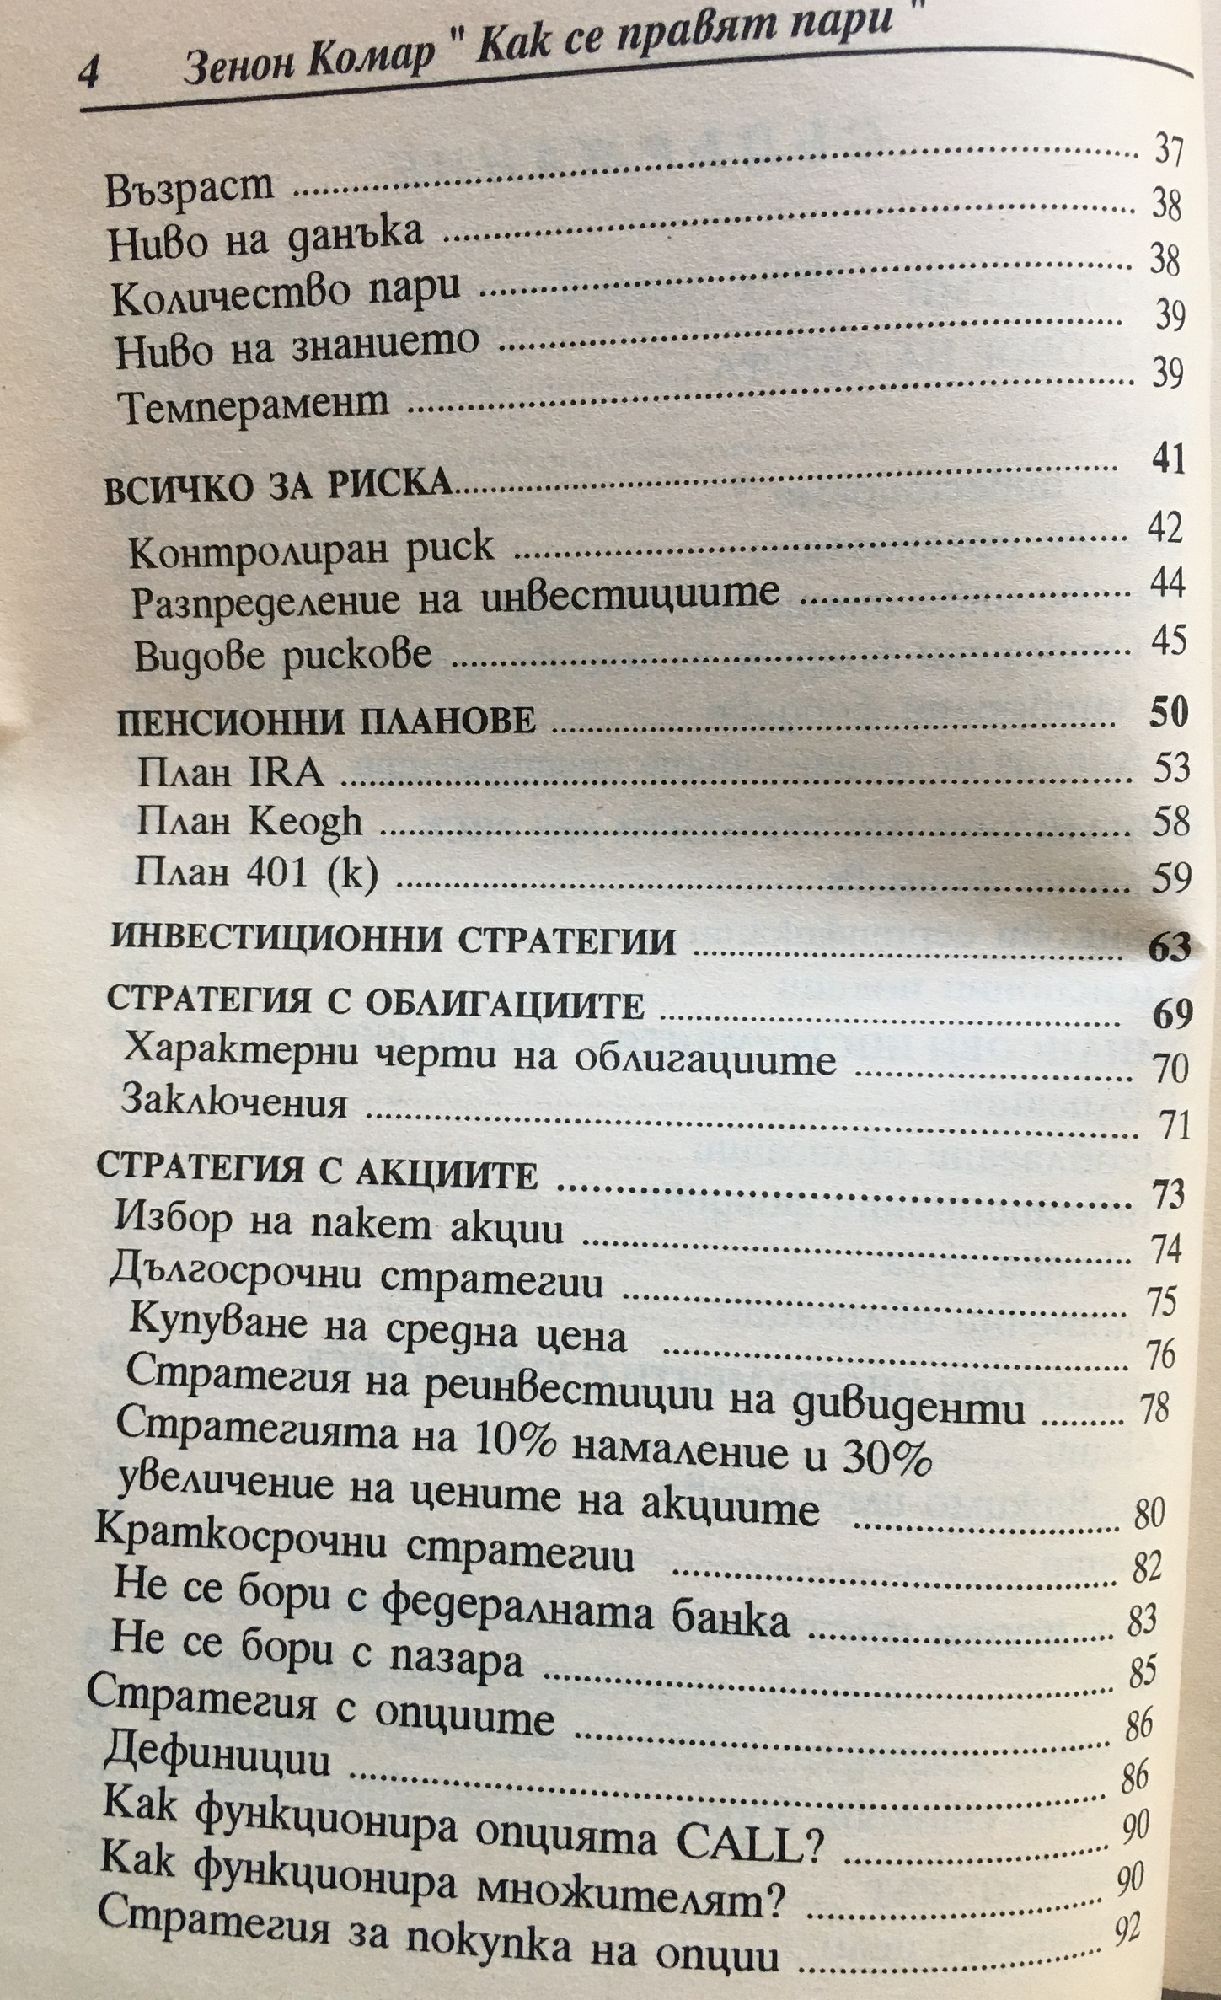 4 Зенон Комар " Как се правят пари "
Възраст ........ 37
Ниво на данъка ........ 38
Количество пари ........ 38
Ниво на знанието ........ 39
Темперамент ........ 39
ВСИЧКО ЗА РИСКА ........ 41
Контролиран риск ........ 42
Разпределение на инвестициите ........ 44
Видове рискове ........ 45
ПЕНСИОННИ ПЛАНОВЕ ........ 50
План IRA ........ 53
План Keogh ........ 58
План 401 (k) ........ 59
ИНВЕСТИЦИОННИ СТРАТЕГИИ ........ 63
СТРАТЕГИЯ С ОБЛИГАЦИИТЕ ........ 69
Характерни черти на облигациите ........ 70
Заключения ........ 71
СТРАТЕГИЯ С АКЦИИТЕ ........ 73
Избор на пакет акции ........ 74
Дългосрочни стратегии ........ 75
Купуване на средна цена ........ 76
Стратегия на реинвестиции на дивиденти ........ 78
Стратегията на 10% намаление и 30%
увеличение на цените на акциите ........ 80
Краткосрочни стратегии ........ 82
Не се бори с федералната банка ........ 83
Не се бори с пазара ........ 85
Стратегия с опциите ........ 86
Дефиниции ........ 86
Как функционира опцията CALL? ........ 90
Как функционира множителят? ........ 90
Стратегия за покупка на опции ........ 92